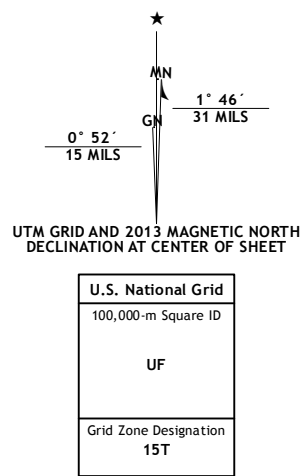 ★
MN
1° 46´
31 MILS
GN
0° 52´
15 MILS
UTM GRID AND 2013 MAGNETIC NORTH
DECLINATION AT CENTER OF SHEET
U.S. National Grid
100,000-m Square ID
UF
Grid Zone Designation
15T